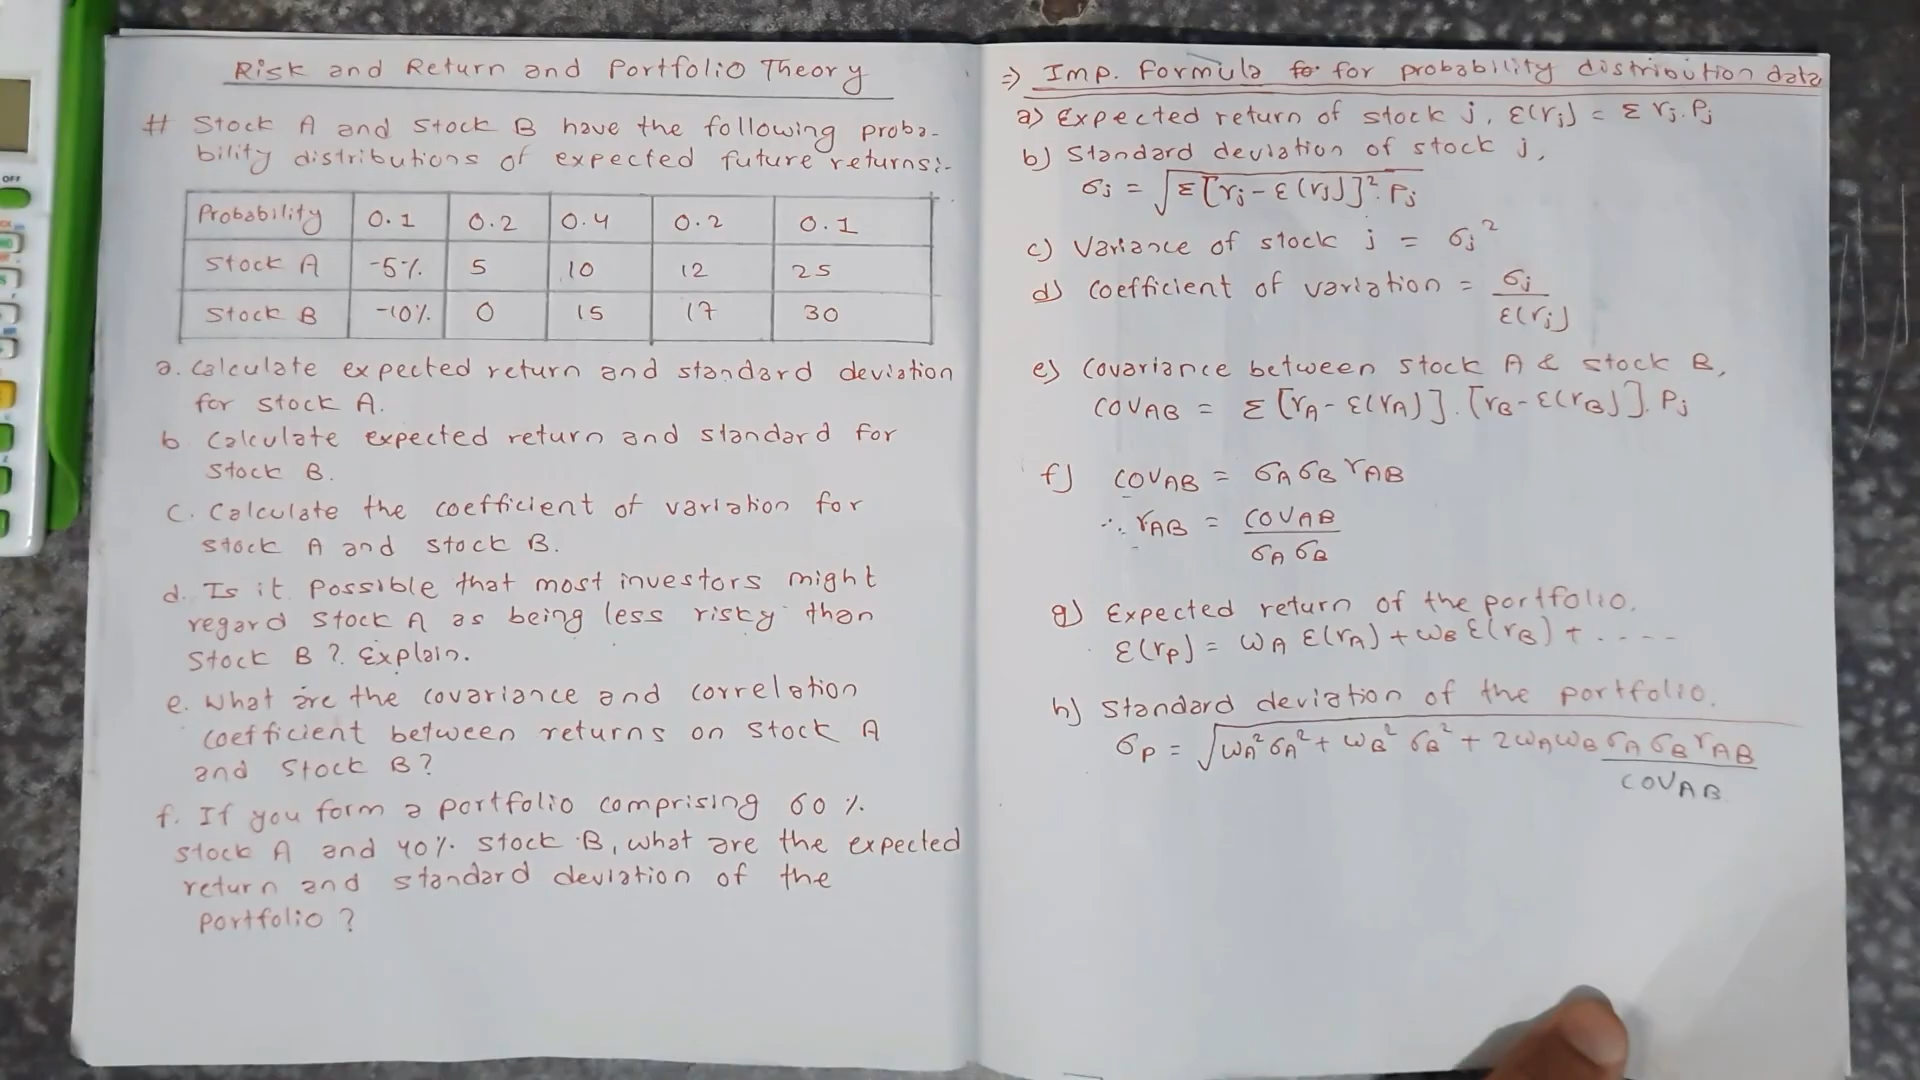 Risk and Return and Portfolio Theory
# Stock A and Stock B have the following proba-
bility distributions of expected future returns:-
Probability 0.1 0.2 0.4 0.2 0.1
Stock A -5% 5 10 12 25
Stock B -10% 0 15 17 30
a. Calculate expected return and standard deviation
for stock A.
b. Calculate expected return and standard for
Stock B.
C. Calculate the coefficient of variation for
stock A and stock B.
d. Is it possible that most investors might
regard Stock A as being less risky than
Stock B? Explain.
e. What are the covariance and correlation
coefficient between returns on stock A
and Stock B?
f. If you form a portfolio comprising 60%
stock A and 40% stock B, what are the expected
return and standard deviation of the
portfolio?
⇒ Imp. formula for probability distribution data
a) Expected return of stock j, E(rj) = Σ rj.Pj
b) Standard deviation of stock j,
σj = √Σ[rj - E(rj)]².Pj
c) Variance of stock j = σj²
d) Coefficient of variation = σj / E(rj)
e) Covariance between stock A & stock B,
COVAB = Σ [rA - E(rA)].[rB - E(rB)].Pj
f) COVAB = σA σB rAB
∴ rAB = COVAB / σA σB
g) Expected return of the portfolio.
E(rp) = wA E(rA) + wB E(rB) + ....
h) Standard deviation of the portfolio.
σp = √wA²σA² + wB²σB² + 2wAwB σA σB rAB
COVAB
OFF